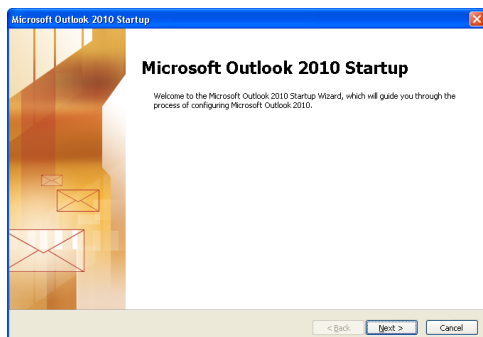 Microsoft Outlook 2010 Startup
Microsoft Outlook 2010 Startup
Welcome to the Microsoft Outlook 2010 Startup Wizard, which will guide you through the
process of configuring Microsoft Outlook 2010.
< Back Next > Cancel